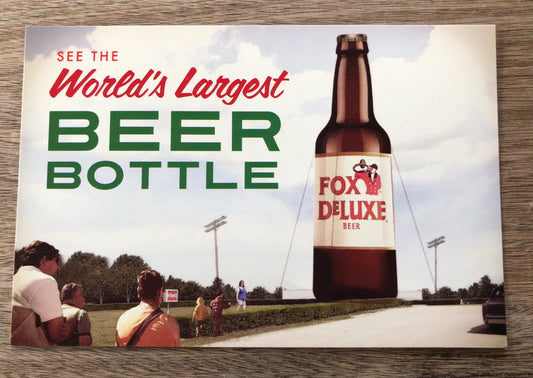 SEE THE
World's Largest
BEER
BOTTLE
FOX
DELUXE
BEER